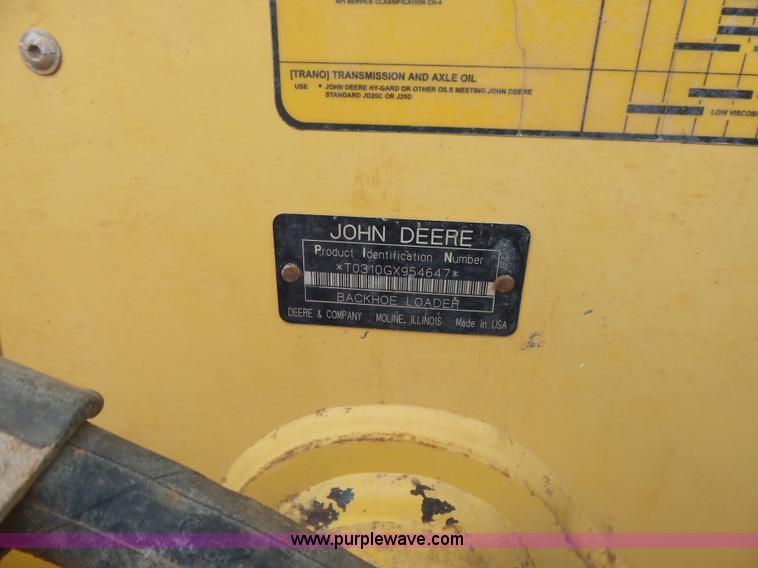 API SERVICE CLASSIFICATION CH-4
[TRANO] TRANSMISSION AND AXLE OIL
USE * JOHN DEERE HY-GARD OR OTHER OILS MEETING JOHN DEERE
STANDARD JD20C OR J20D
LOW VISCOSI
JOHN DEERE
Product Identification Number
*T0310GX954647*
BACKHOE LOADER
DEERE & COMPANY MOLINE, ILLINOIS Made in USA
www.purplewave.com